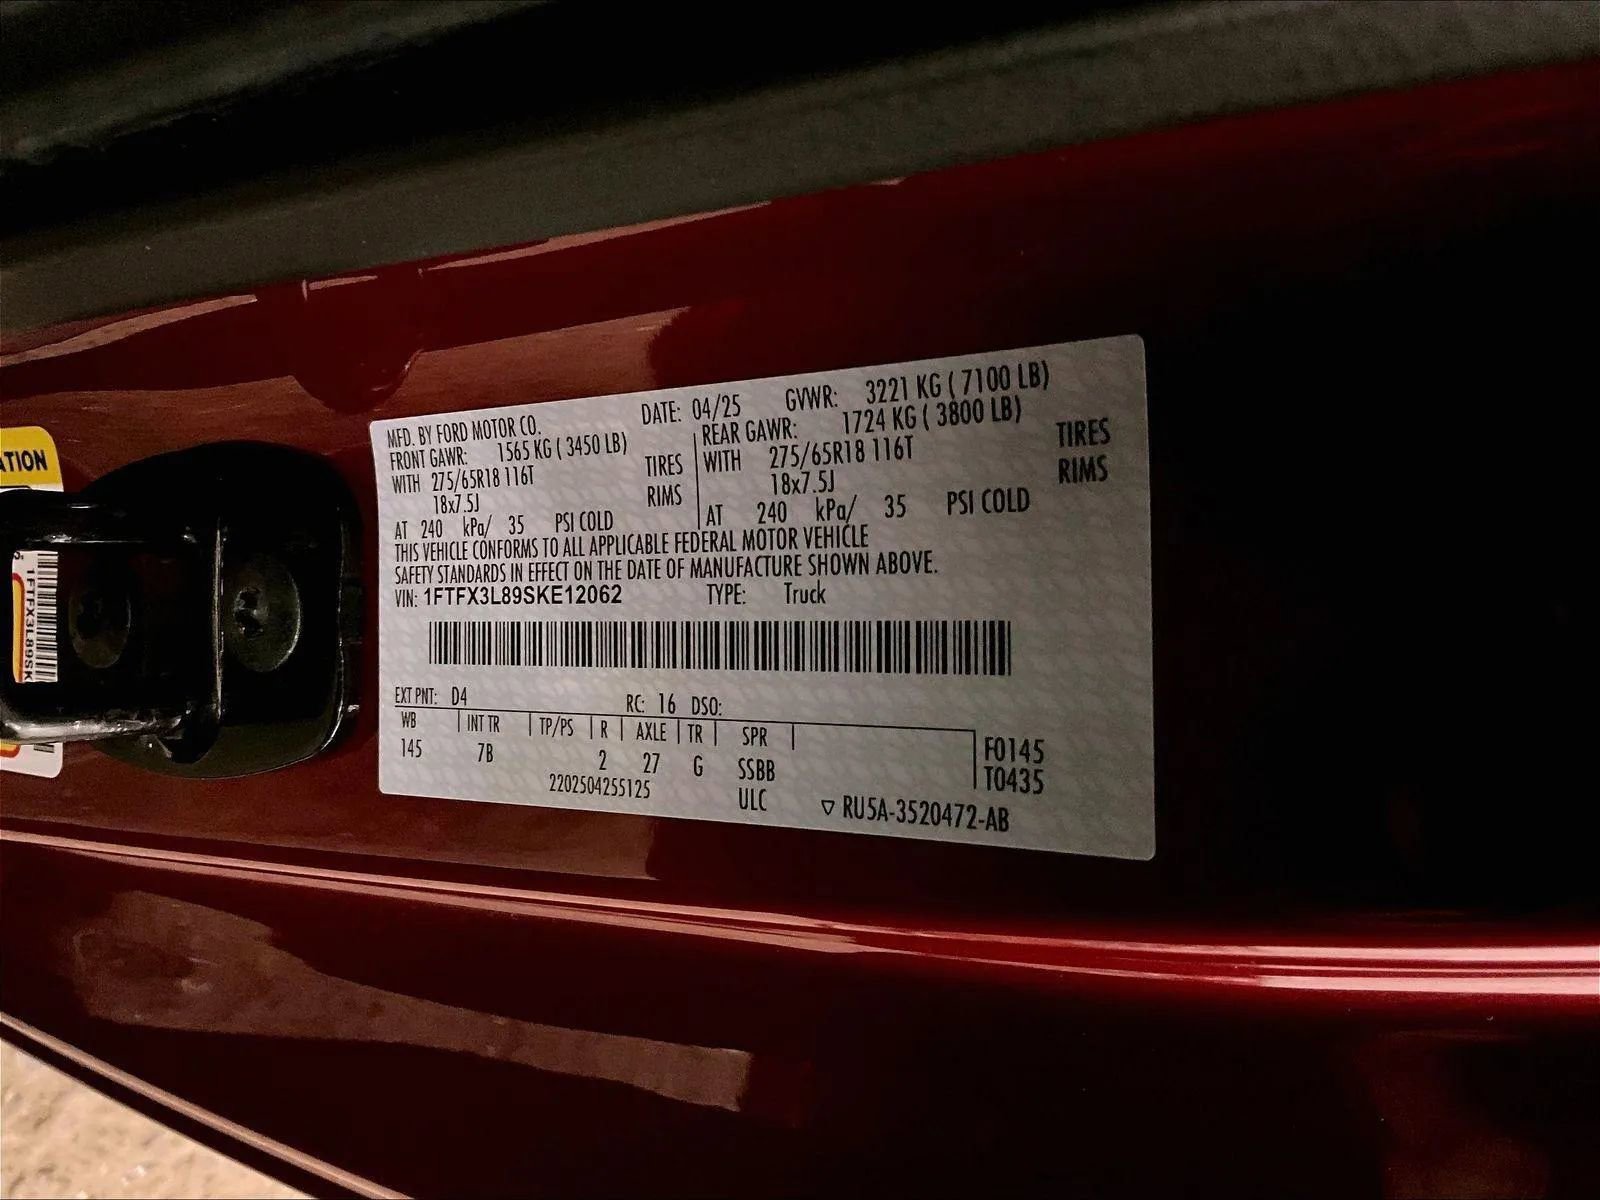 MFD. BY FORD MOTOR CO. DATE: 04/25 GVWR: 3221 KG ( 7100 LB)
FRONT GAWR: 1565 KG ( 3450 LB) REAR GAWR: 1724 KG ( 3800 LB)
WITH 275/65R18 116T TIRES WITH 275/65R18 116T TIRES
18x7.5J RIMS 18x7.5J RIMS
AT 240 kPa/ 35 PSI COLD AT 240 kPa/ 35 PSI COLD
THIS VEHICLE CONFORMS TO ALL APPLICABLE FEDERAL MOTOR VEHICLE
SAFETY STANDARDS IN EFFECT ON THE DATE OF MANUFACTURE SHOWN ABOVE.
VIN: 1FTFX3L89SKE12062 TYPE: Truck
EXT PNT: D4 RC: 16 DSO:
WB INT TR TP/PS R AXLE TR SPR
145 7B 2 27 G SSBB
F0145
T0435
2202504255125 ULC ▽ RU5A-3520472-AB
ATION
1FTFX3L89SK